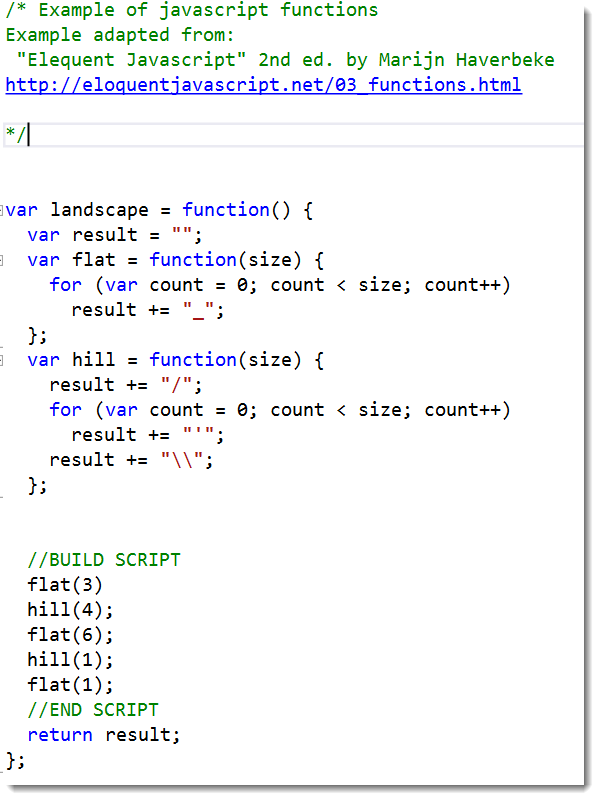 /* Example of javascript functions
Example adapted from:
 "Elequent Javascript" 2nd ed. by Marijn Haverbeke
http://eloquentjavascript.net/03_functions.html
*/
var landscape = function() {
  var result = "";
  var flat = function(size) {
    for (var count = 0; count < size; count++)
      result += "_";
  };
  var hill = function(size) {
    result += "/";
    for (var count = 0; count < size; count++)
      result += "'";
    result += "\\";
  };
  //BUILD SCRIPT
  flat(3)
  hill(4);
  flat(6);
  hill(1);
  flat(1);
  //END SCRIPT
  return result;
};